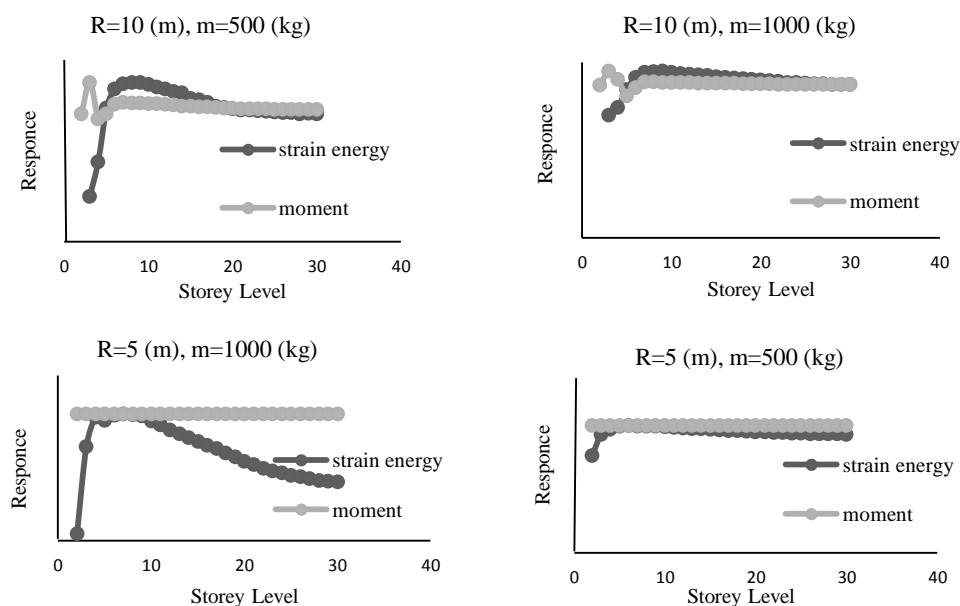 R=10 (m), m=500 (kg)
Responce
strain energy
moment
0 10 20 30 40
Storey Level
R=10 (m), m=1000 (kg)
Responce
strain energy
moment
0 10 20 30 40
Storey Level
R=5 (m), m=1000 (kg)
Responce
strain energy
moment
0 10 20 30 40
Storey Level
R=5 (m), m=500 (kg)
Responce
strain energy
moment
0 10 20 30 40
Storey Level